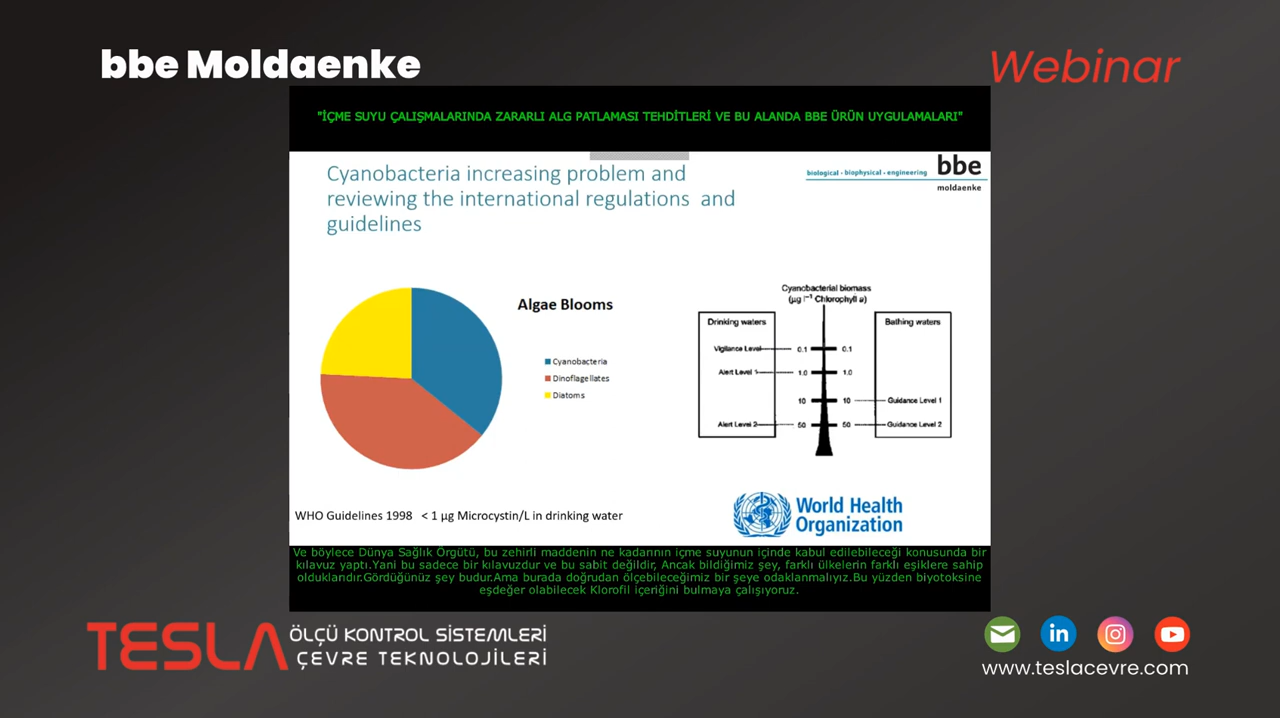 bbe Moldaenke
Webinar
"İÇME SUYU ÇALIŞMALARINDA ZARARLI ALG PATLAMASI TEHDİTLERİ VE BU ALANDA BBE ÜRÜN UYGULAMALARI"
Cyanobacteria increasing problem and
reviewing the international regulations and
guidelines
biological - biophysical - engineering
bbe
moldaenke
Algae Blooms
Cyanobacteria
Dinoflagellates
Diatoms
Cyanobacterial biomass
(µg l⁻¹ Chlorophyll a)
Drinking waters
Bathing waters
Vigilance Level 0.1 0.1
Alert Level 1 1.0 1.0
10 10 Guidance Level 1
Alert Level 2 50 50 Guidance Level 2
WHO Guidelines 1998 < 1 µg Microcystin/L in drinking water
World Health
Organization
Ve böylece Dünya Sağlık Örgütü, bu zehirli maddenin ne kadarının içme suyunun içinde kabul edilebileceği konusunda bir
kılavuz yaptı.Yani bu sadece bir kılavuzdur ve bu sabit değildir, Ancak bildiğimiz şey, farklı ülkelerin farklı eşiklere sahip
olduklarıdır.Gördüğünüz şey budur.Ama burada doğrudan ölçebileceğimiz bir şeye odaklanmalıyız.Bu yüzden biyotoksine
eşdeğer olabilecek Klorofil içeriğini bulmaya çalışıyoruz.
TESLA
ÖLÇÜ KONTROL SİSTEMLERİ
ÇEVRE TEKNOLOJİLERİ
www.teslacevre.com